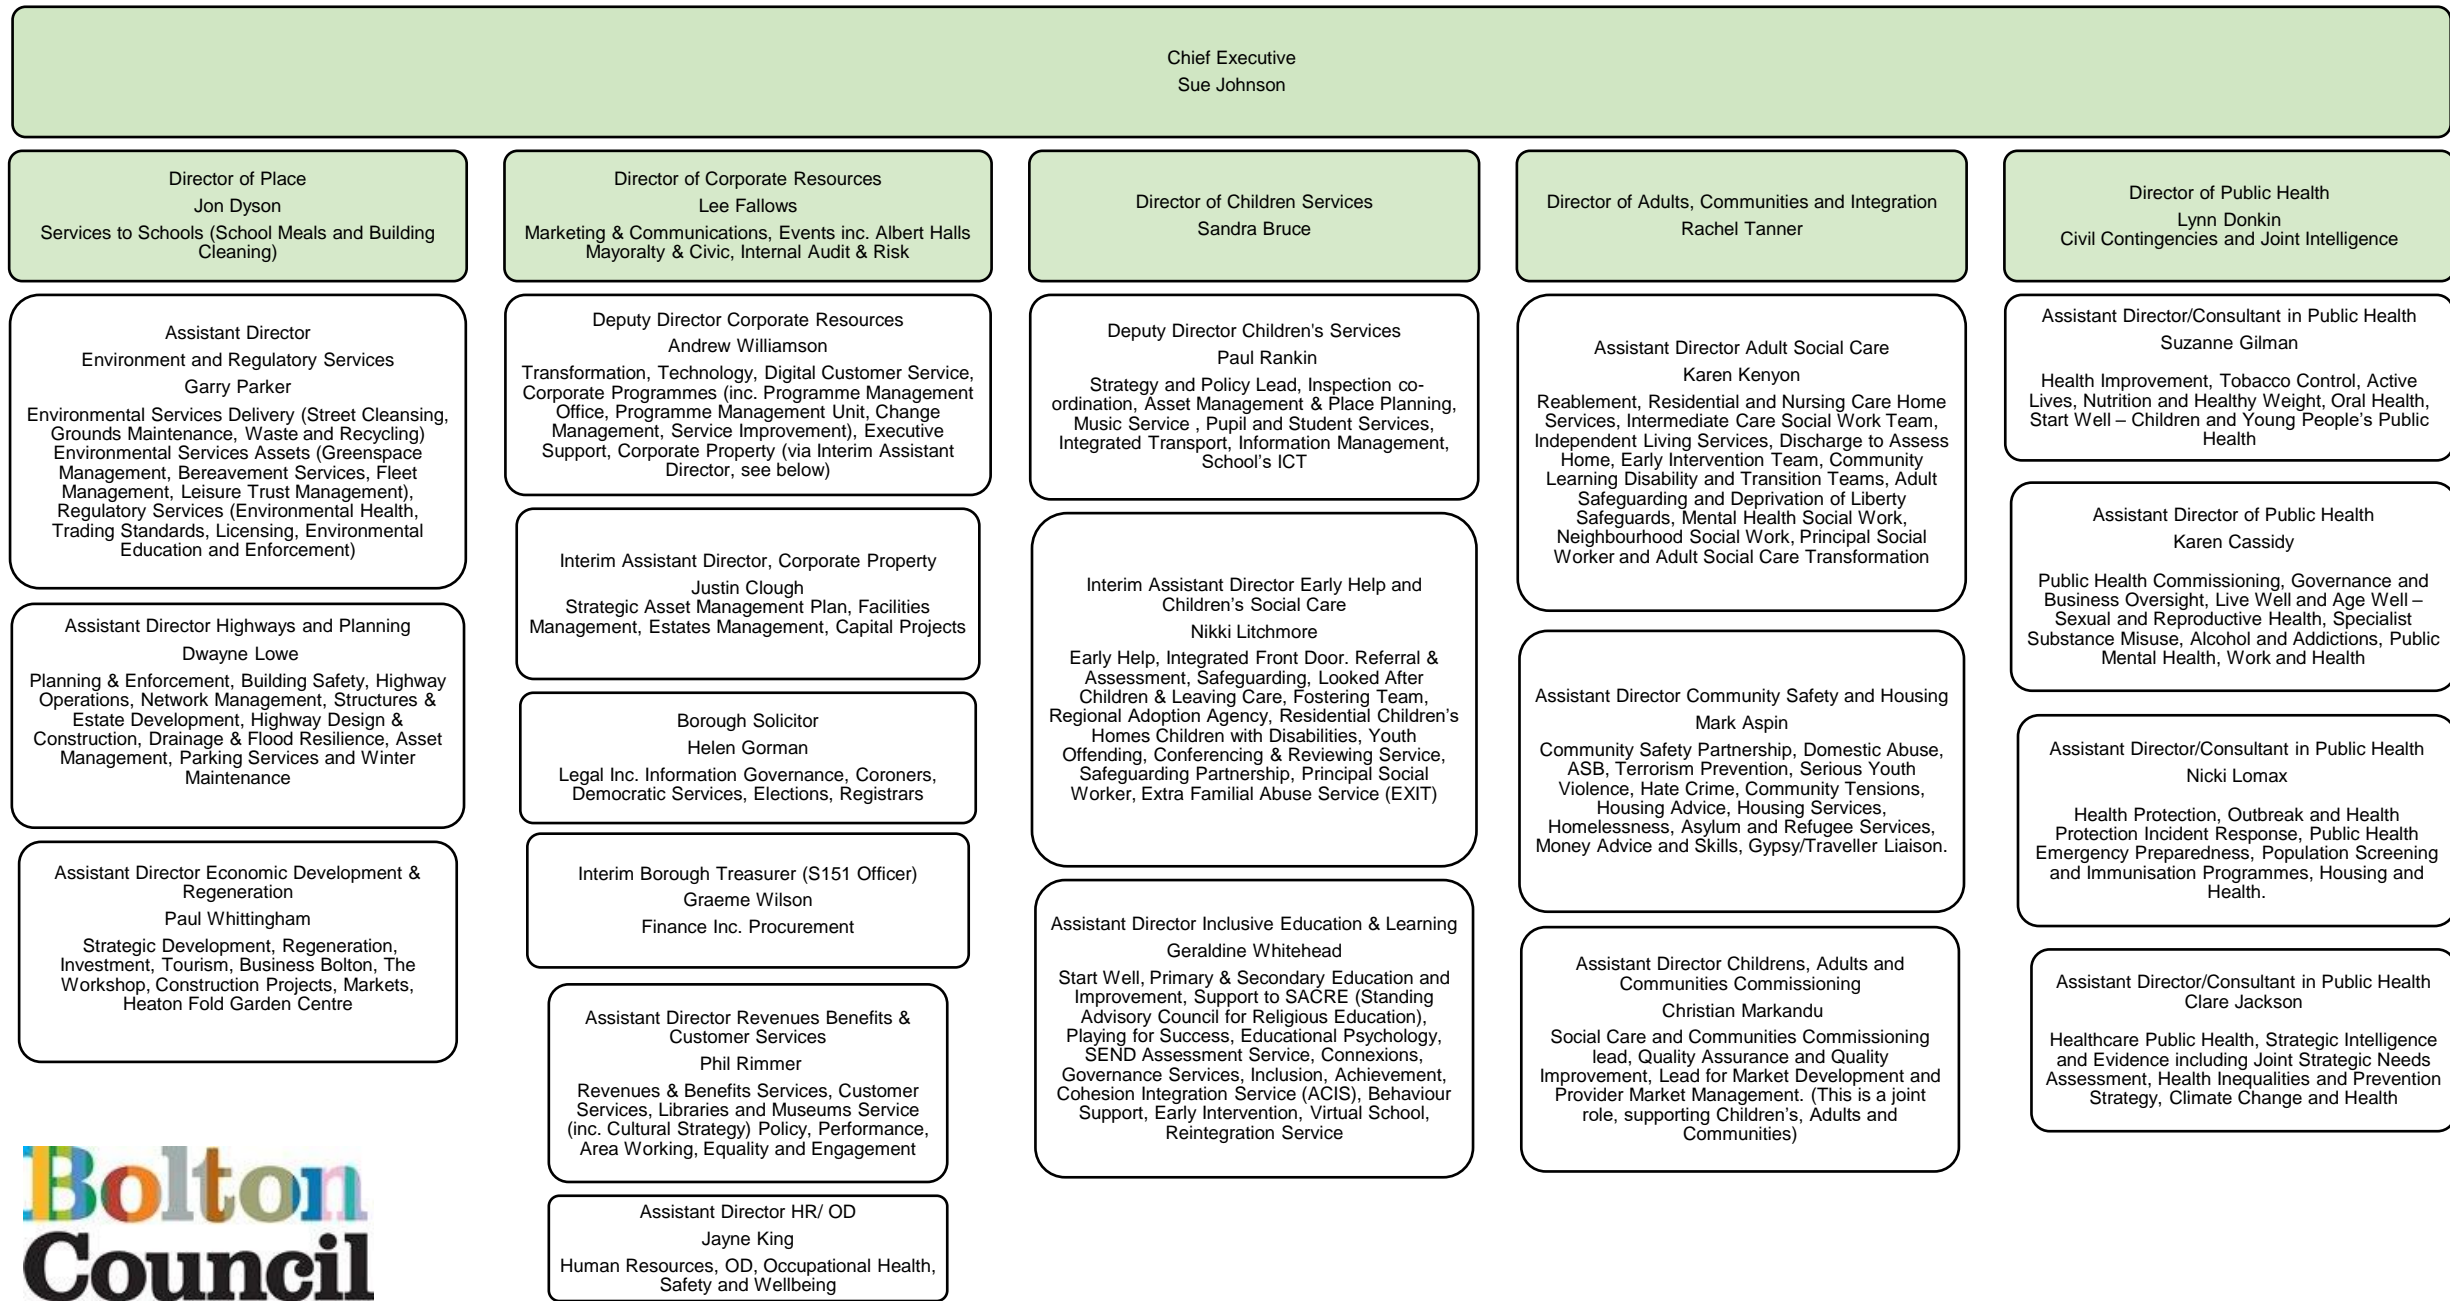 Chief Executive
Sue Johnson
Director of Place
Jon Dyson
Services to Schools (School Meals and Building
Cleaning)
Assistant Director
Environment and Regulatory Services
Garry Parker
Environmental Services Delivery (Street Cleansing,
Grounds Maintenance, Waste and Recycling)
Environmental Services Assets (Greenspace
Management, Bereavement Services, Fleet
Management, Leisure Trust Management),
Regulatory Services (Environmental Health,
Trading Standards, Licensing, Environmental
Education and Enforcement)
Assistant Director Highways and Planning
Dwayne Lowe
Planning & Enforcement, Building Safety, Highway
Operations, Network Management, Structures &
Estate Development, Highway Design &
Construction, Drainage & Flood Resilience, Asset
Management, Parking Services and Winter
Maintenance
Assistant Director Economic Development &
Regeneration
Paul Whittingham
Strategic Development, Regeneration,
Investment, Tourism, Business Bolton, The
Workshop, Construction Projects, Markets,
Heaton Fold Garden Centre
Director of Corporate Resources
Lee Fallows
Marketing & Communications, Events inc. Albert Halls
Mayoralty & Civic, Internal Audit & Risk
Deputy Director Corporate Resources
Andrew Williamson
Transformation, Technology, Digital Customer Service,
Corporate Programmes (inc. Programme Management
Office, Programme Management Unit, Change
Management, Service Improvement), Executive
Support, Corporate Property (via Interim Assistant
Director, see below)
Interim Assistant Director, Corporate Property
Justin Clough
Strategic Asset Management Plan, Facilities
Management, Estates Management, Capital Projects
Borough Solicitor
Helen Gorman
Legal Inc. Information Governance, Coroners,
Democratic Services, Elections, Registrars
Interim Borough Treasurer (S151 Officer)
Graeme Wilson
Finance Inc. Procurement
Assistant Director Revenues Benefits &
Customer Services
Phil Rimmer
Revenues & Benefits Services, Customer
Services, Libraries and Museums Service
(inc. Cultural Strategy) Policy, Performance,
Area Working, Equality and Engagement
Assistant Director HR/ OD
Jayne King
Human Resources, OD, Occupational Health,
Safety and Wellbeing
Director of Children Services
Sandra Bruce
Deputy Director Children's Services
Paul Rankin
Strategy and Policy Lead, Inspection co-
ordination, Asset Management & Place Planning,
Music Service , Pupil and Student Services,
Integrated Transport, Information Management,
School’s ICT
Interim Assistant Director Early Help and
Children’s Social Care
Nikki Litchmore
Early Help, Integrated Front Door. Referral &
Assessment, Safeguarding, Looked After
Children & Leaving Care, Fostering Team,
Regional Adoption Agency, Residential Children’s
Homes Children with Disabilities, Youth
Offending, Conferencing & Reviewing Service,
Safeguarding Partnership, Principal Social
Worker, Extra Familial Abuse Service (EXIT)
Assistant Director Inclusive Education & Learning
Geraldine Whitehead
Start Well, Primary & Secondary Education and
Improvement, Support to SACRE (Standing
Advisory Council for Religious Education),
Playing for Success, Educational Psychology,
SEND Assessment Service, Connexions,
Governance Services, Inclusion, Achievement,
Cohesion Integration Service (ACIS), Behaviour
Support, Early Intervention, Virtual School,
Reintegration Service
Director of Adults, Communities and Integration
Rachel Tanner
Assistant Director Adult Social Care
Karen Kenyon
Reablement, Residential and Nursing Care Home
Services, Intermediate Care Social Work Team,
Independent Living Services, Discharge to Assess
Home, Early Intervention Team, Community
Learning Disability and Transition Teams, Adult
Safeguarding and Deprivation of Liberty
Safeguards, Mental Health Social Work,
Neighbourhood Social Work, Principal Social
Worker and Adult Social Care Transformation
Assistant Director Community Safety and Housing
Mark Aspin
Community Safety Partnership, Domestic Abuse,
ASB, Terrorism Prevention, Serious Youth
Violence, Hate Crime, Community Tensions,
Housing Advice, Housing Services,
Homelessness, Asylum and Refugee Services,
Money Advice and Skills, Gypsy/Traveller Liaison.
Assistant Director Childrens, Adults and
Communities Commissioning
Christian Markandu
Social Care and Communities Commissioning
lead, Quality Assurance and Quality
Improvement, Lead for Market Development and
Provider Market Management. (This is a joint
role, supporting Children’s, Adults and
Communities)
Director of Public Health
Lynn Donkin
Civil Contingencies and Joint Intelligence
Assistant Director/Consultant in Public Health
Suzanne Gilman
Health Improvement, Tobacco Control, Active
Lives, Nutrition and Healthy Weight, Oral Health,
Start Well – Children and Young People’s Public
Health
Assistant Director of Public Health
Karen Cassidy
Public Health Commissioning, Governance and
Business Oversight, Live Well and Age Well –
Sexual and Reproductive Health, Specialist
Substance Misuse, Alcohol and Addictions, Public
Mental Health, Work and Health
Assistant Director/Consultant in Public Health
Nicki Lomax
Health Protection, Outbreak and Health
Protection Incident Response, Public Health
Emergency Preparedness, Population Screening
and Immunisation Programmes, Housing and
Health.
Assistant Director/Consultant in Public Health
Clare Jackson
Healthcare Public Health, Strategic Intelligence
and Evidence including Joint Strategic Needs
Assessment, Health Inequalities and Prevention
Strategy, Climate Change and Health
Bolton
Council